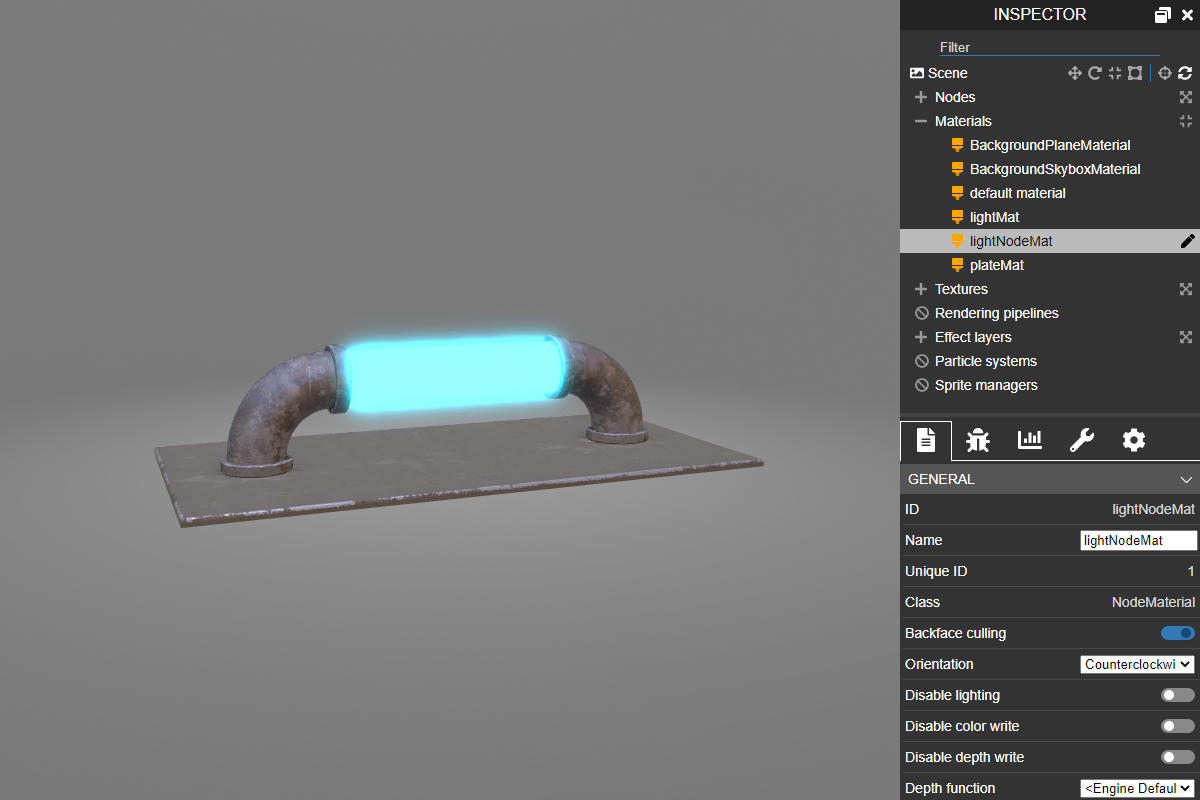 INSPECTOR
Filter
Scene
Nodes
Materials
BackgroundPlaneMaterial
BackgroundSkyboxMaterial
default material
lightMat
lightNodeMat
plateMat
Textures
Rendering pipelines
Effect layers
Particle systems
Sprite managers
GENERAL
ID lightNodeMat
Name lightNodeMat
Unique ID 1
Class NodeMaterial
Backface culling
Orientation Counterclockwi
Disable lighting
Disable color write
Disable depth write
Depth function <Engine Defaul